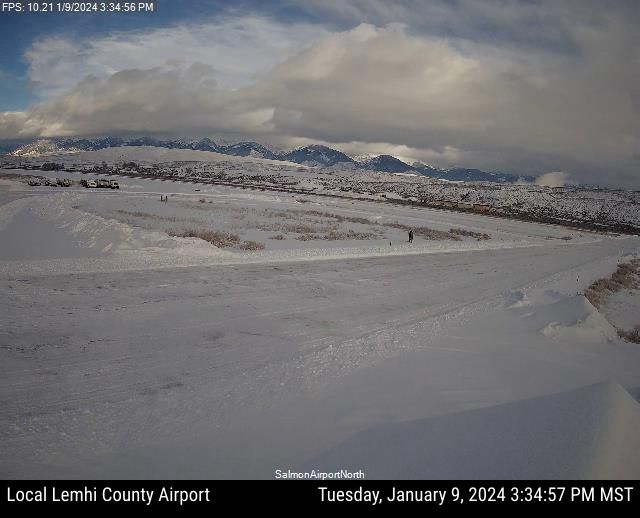 FPS: 10.21 1/9/2024 3:34:56 PM
SalmonAirportNorth
Local Lemhi County Airport Tuesday, January 9, 2024 3:34:57 PM MST